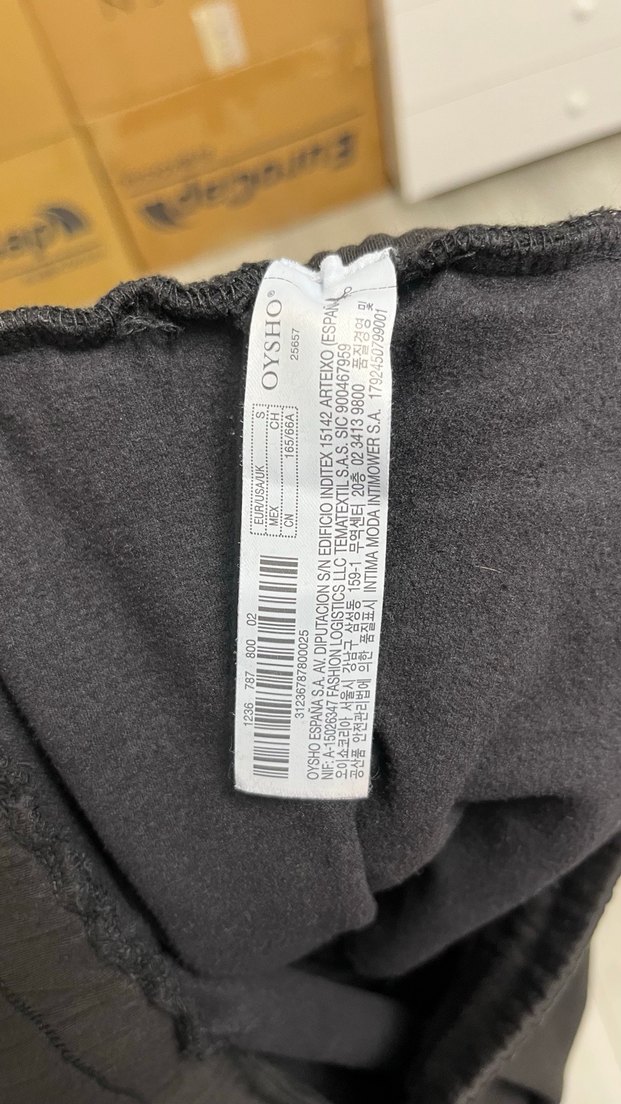 OYSHO®
25657
EUR/USA/UK S
MEX CH
CN 165/66A
1236 787 800 02
31236787800025
OYSHO ESPAÑA S.A. AV. DIPUTACION S/N EDIFICIO INDITEX 15142 ARTEIXO (ESPAÑA)
NIF: A-15026347 FASHION LOGISTICS LLC TEMATEXTIL S.A.S. SIC 900467959
오이쇼코리아 서울시 강남구 삼성동 159-1 무역센터 20층 02 3413 9800 품질경영 및
공산품 안전관리법에 의한 품질표시 INTIMA MODA INTIMOWER S.A. 1792450799001
EuroCap